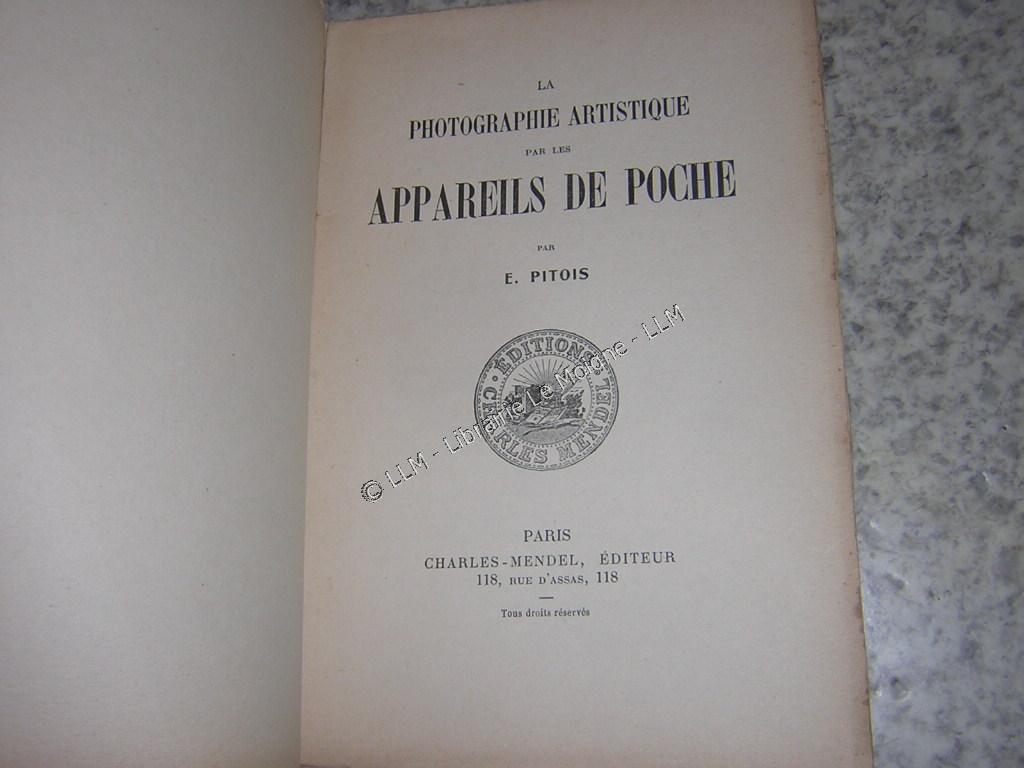 LA
PHOTOGRAPHIE ARTISTIQUE
PAR LES
APPAREILS DE POCHE
PAR
E. PITOIS
· ÉDITIONS ·
CHARLES MENDEL
© LLM - Librairie Le Moione - LLM
PARIS
CHARLES-MENDEL, ÉDITEUR
118, RUE D'ASSAS, 118
Tous droits réservés